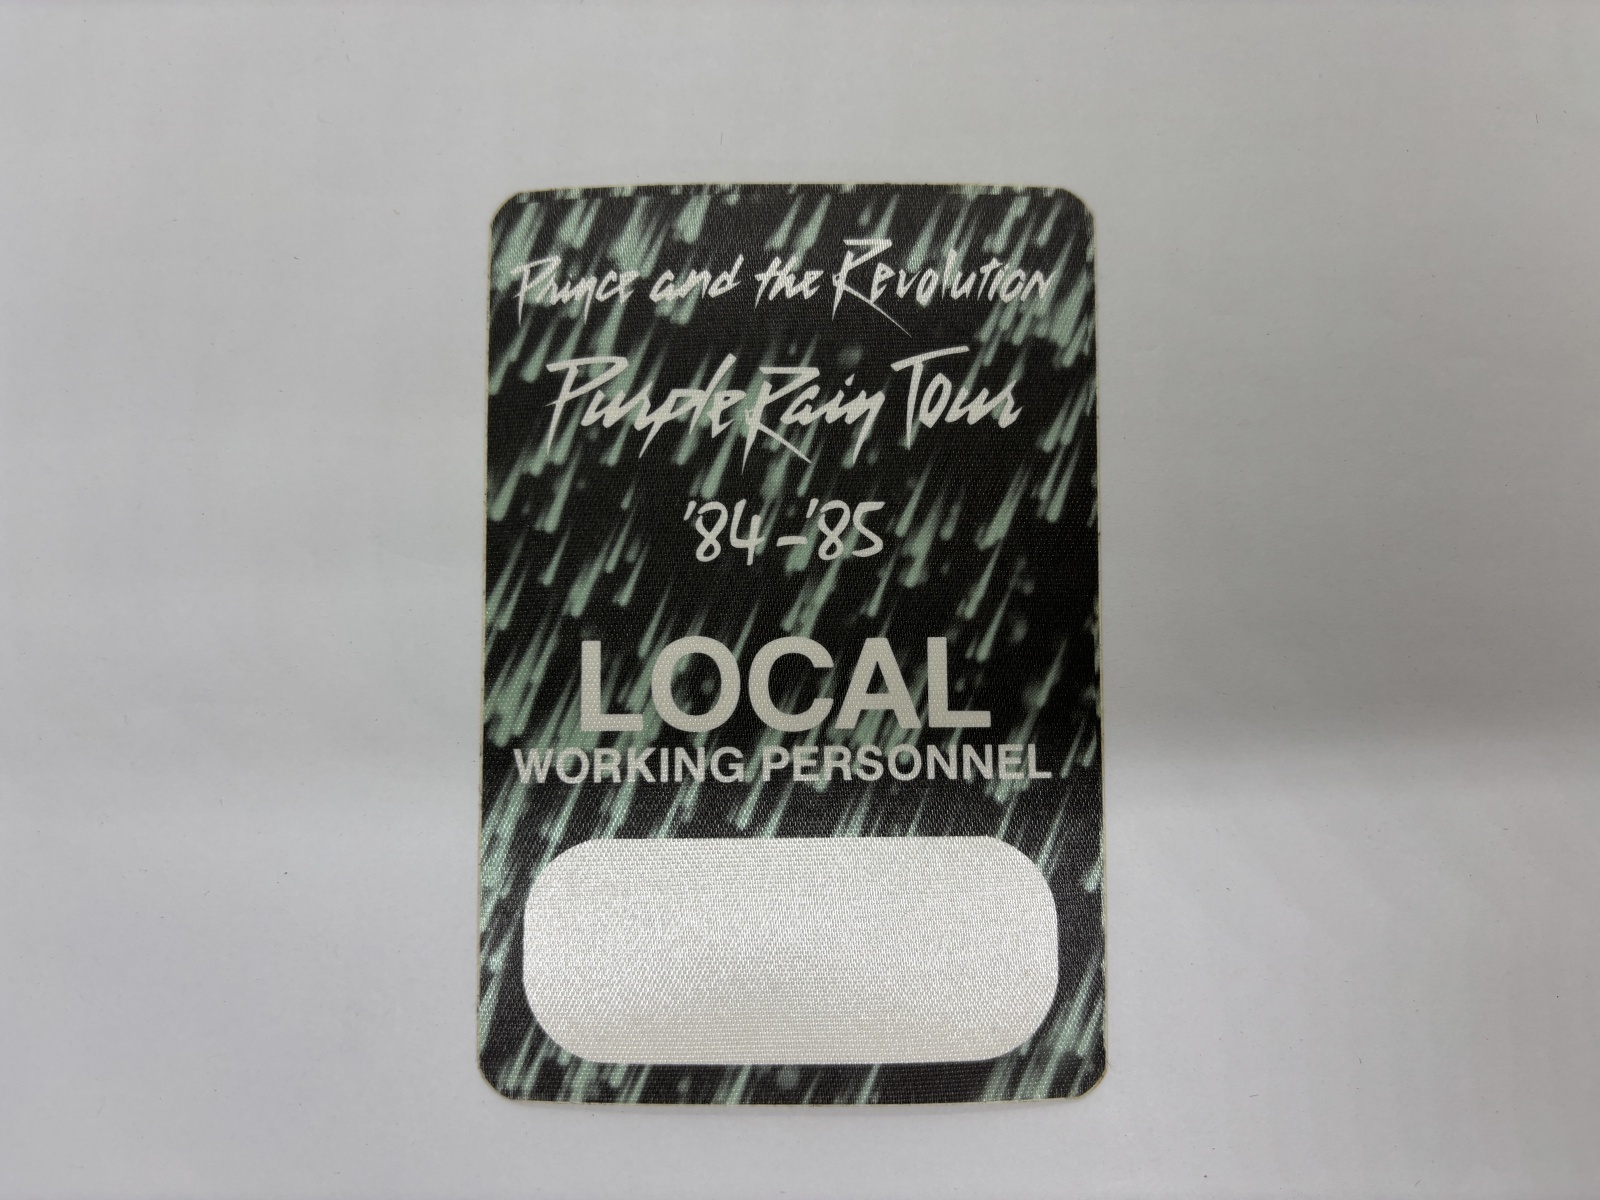 Prince and the Revolution
Purple Rain Tour
'84-'85
LOCAL
WORKING PERSONNEL